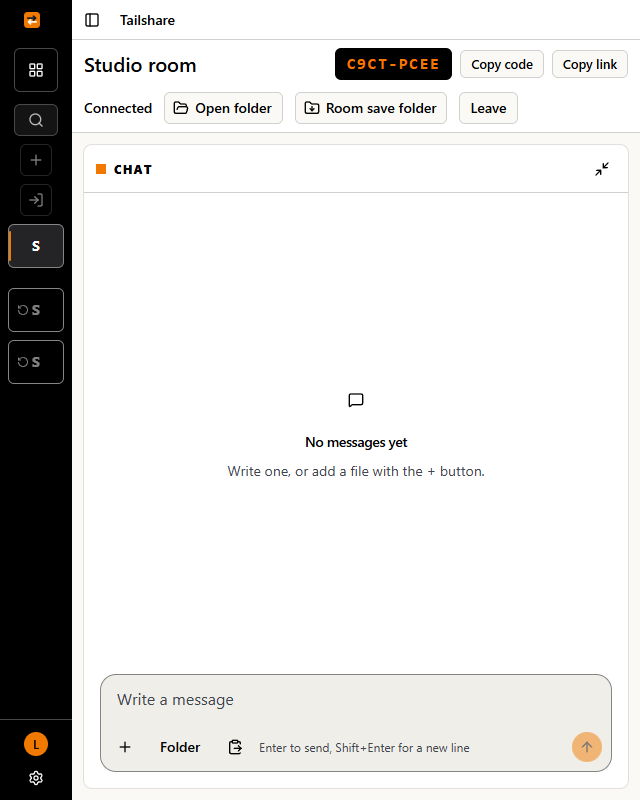 Tailshare
Studio room
C9CT-PCEE
Copy code
Copy link
Connected
Open folder
Room save folder
Leave
S
S
S
CHAT
No messages yet
Write one, or add a file with the + button.
Write a message
Folder
Enter to send, Shift+Enter for a new line
L